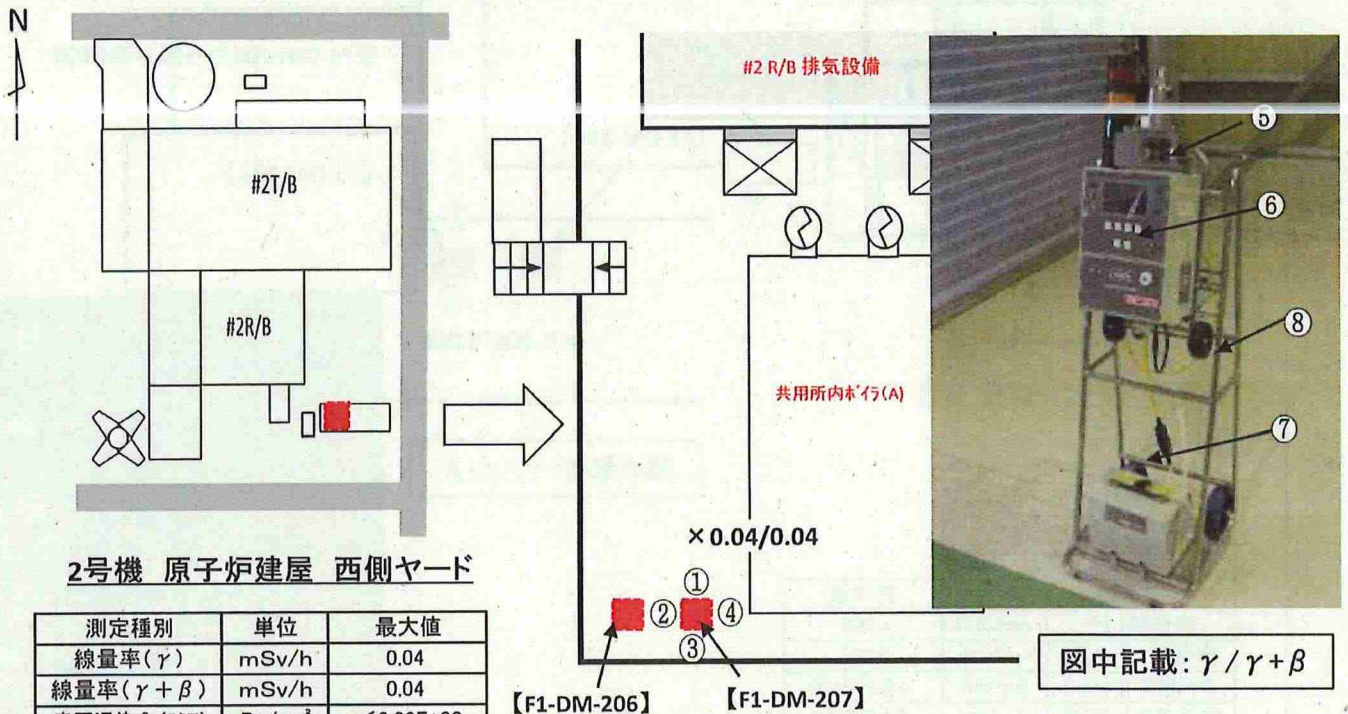 N
#2T/B
#2R/B
#2 R/B 排気設備
共用所内ボイラ(A)
×0.04/0.04
①
②
④
③
【F1-DM-206】
【F1-DM-207】
⑤
⑥
⑧
⑦
図中記載: γ / γ+β
2号機 原子炉建屋 西側ヤード
測定種別 単位 最大値
線量率(γ) mSv/h 0.04
線量率(γ+β) mSv/h 0.04